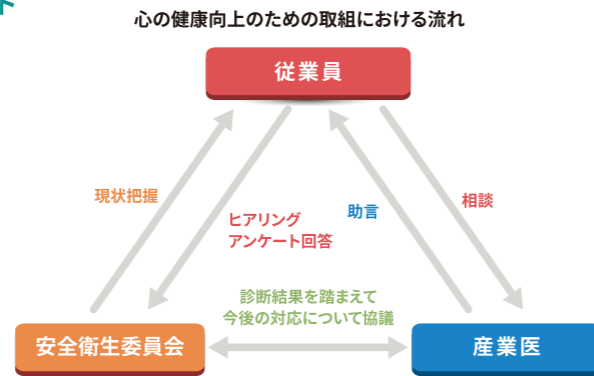 心の健康向上のための取組における流れ
従業員
現状把握
ヒアリング
アンケート回答
助言
相談
診断結果を踏まえて
今後の対応について協議
安全衛生委員会
産業医